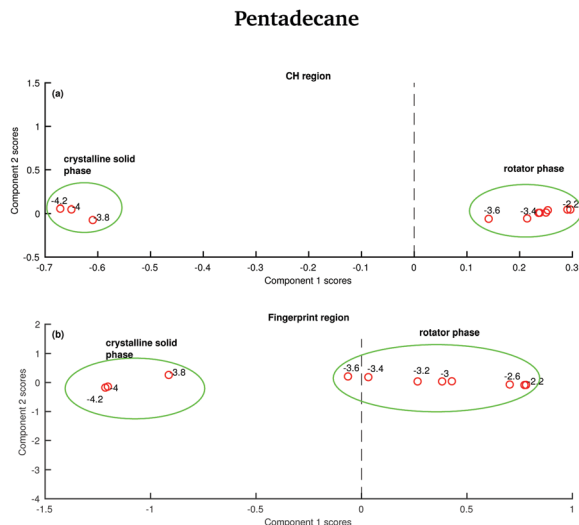 Pentadecane
CH region
(a)
crystalline solid
phase
rotator phase
-4.2
-4
-3.8
-3.6
-3.4
-2.2
1.5
1
0.5
0
-0.5
Component 2 scores
-0.7
-0.6
-0.5
-0.4
-0.3
-0.2
-0.1
0
0.1
0.2
0.3
Component 1 scores
Fingerprint region
(b)
crystalline solid
phase
rotator phase
-4.2
-4
-3.8
-3.6
-3.4
-3.2
-3
-2.6
-2.2
2
1
0
-1
-2
-3
-4
Component 2 scores
-1.5
-1
-0.5
0
0.5
1
Component 1 scores